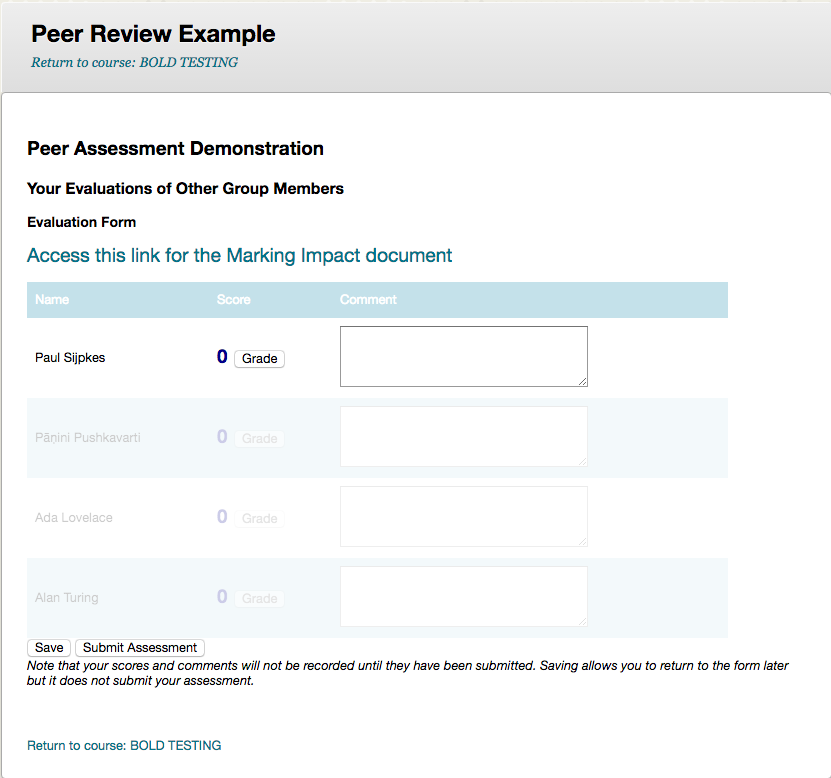 Peer Review Example
Return to course: BOLD TESTING
Peer Assessment Demonstration
Your Evaluations of Other Group Members
Evaluation Form
Access this link for the Marking Impact document
Name Score Comment
Paul Sijpkes 0 Grade
Pāṇini Pushkavarti 0 Grade
Ada Lovelace 0 Grade
Alan Turing 0 Grade
Save Submit Assessment
Note that your scores and comments will not be recorded until they have been submitted. Saving allows you to return to the form later
but it does not submit your assessment.
Return to course: BOLD TESTING